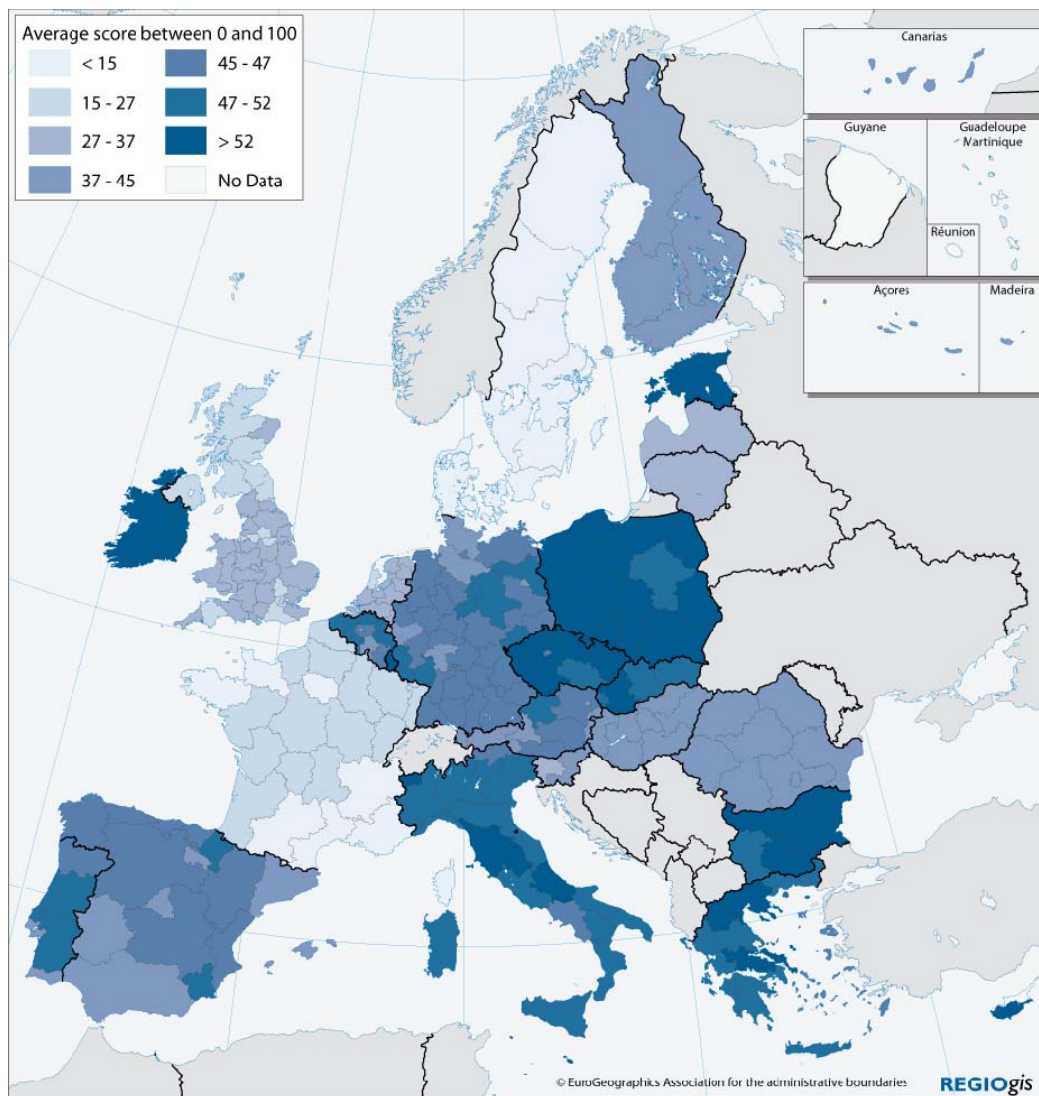 Average score between 0 and 100
< 15
15 - 27
27 - 37
37 - 45
45 - 47
47 - 52
> 52
No Data
Canarias
Guyane
Guadeloupe
Martinique
Réunion
Açores
Madeira
© EuroGeographics Association for the administrative boundaries
REGIOgis